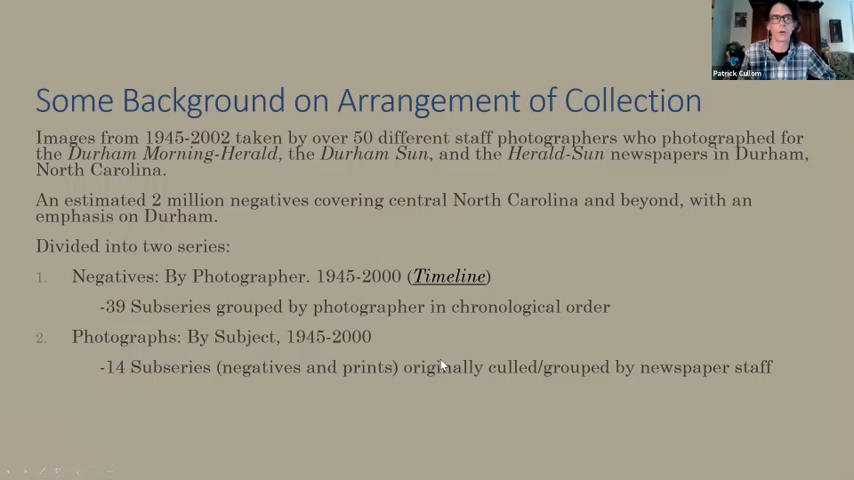 Patrick Cullom
Some Background on Arrangement of Collection
Images from 1945-2002 taken by over 50 different staff photographers who photographed for
the Durham Morning-Herald, the Durham Sun, and the Herald-Sun newspapers in Durham,
North Carolina.
An estimated 2 million negatives covering central North Carolina and beyond, with an
emphasis on Durham.
Divided into two series:
1. Negatives: By Photographer. 1945-2000 (Timeline)
-39 Subseries grouped by photographer in chronological order
2. Photographs: By Subject, 1945-2000
-14 Subseries (negatives and prints) originally culled/grouped by newspaper staff